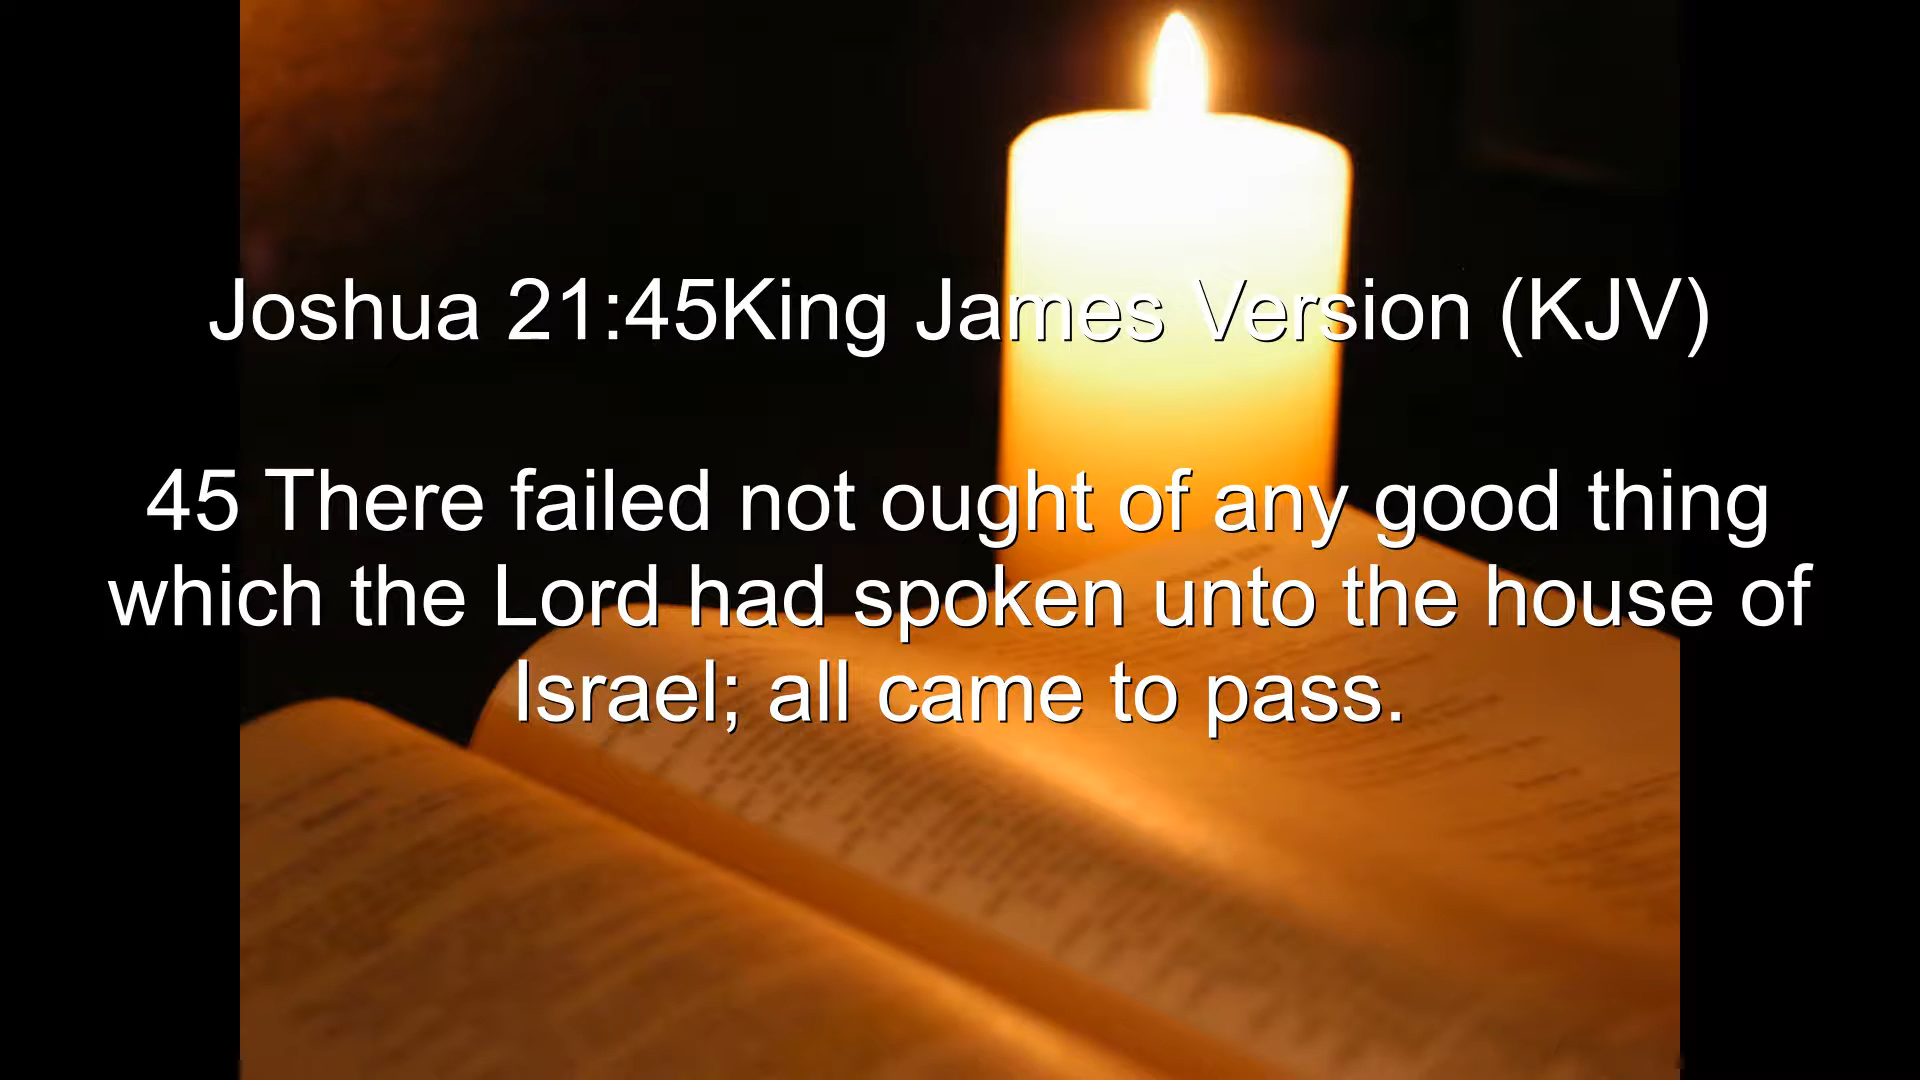 Joshua 21:45King James Version (KJV)
45 There failed not ought of any good thing
which the Lord had spoken unto the house of
Israel; all came to pass.